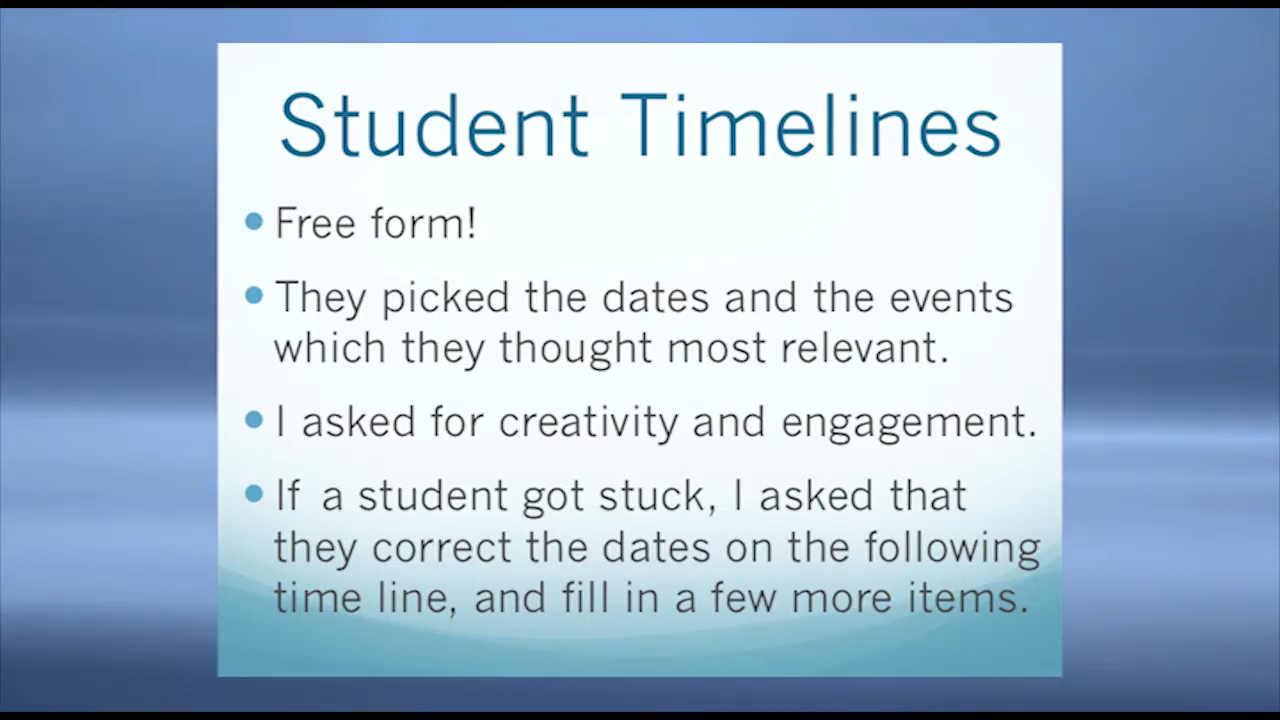 Student Timelines
• Free form!
• They picked the dates and the events
which they thought most relevant.
• I asked for creativity and engagement.
• If a student got stuck, I asked that
they correct the dates on the following
time line, and fill in a few more items.